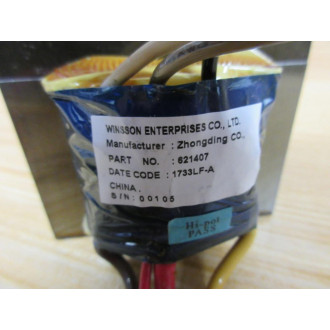 WINSSON ENTERPRISES CO., LTD.
Manufacturer : Zhongding CO.,
PART NO. : 621407
DATE CODE : 1733LF-A
CHINA.
S/N: 00105
Hi-pot
PASS